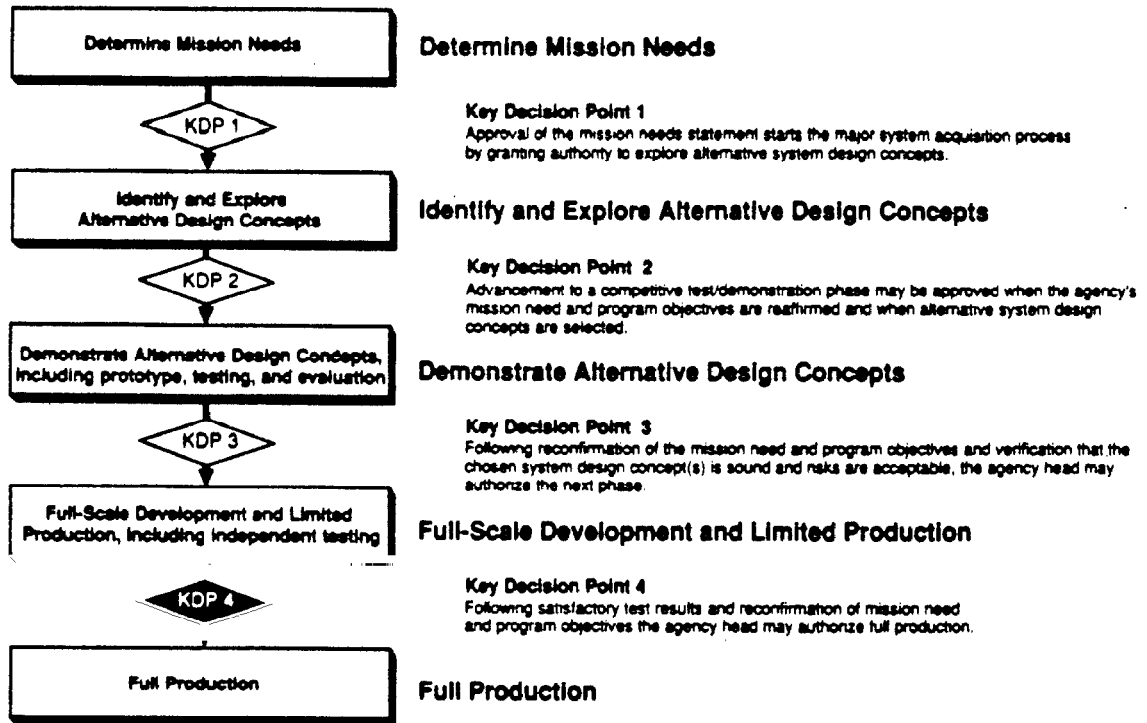 Determine Mission Needs
Determine Mission Needs
KDP 1
Key Decision Point 1
Approval of the mission needs statement starts the major system acquisition process
by granting authority to explore alternative system design concepts.
Identify and Explore
Alternative Design Concepts
Identify and Explore Alternative Design Concepts
KDP 2
Key Decision Point 2
Advancement to a competitive test/demonstration phase may be approved when the agency's
mission need and program objectives are reaffirmed and when alternative system design
concepts are selected.
Demonstrate Alternative Design Concepts,
including prototype, testing, and evaluation
Demonstrate Alternative Design Concepts
KDP 3
Key Decision Point 3
Following reconfirmation of the mission need and program objectives and verification that the
chosen system design concept(s) is sound and risks are acceptable, the agency head may
authorize the next phase.
Full-Scale Development and Limited
Production, including independent testing
Full-Scale Development and Limited Production
KDP 4
Key Decision Point 4
Following satisfactory test results and reconfirmation of mission need
and program objectives the agency head may authorize full production.
Full Production
Full Production